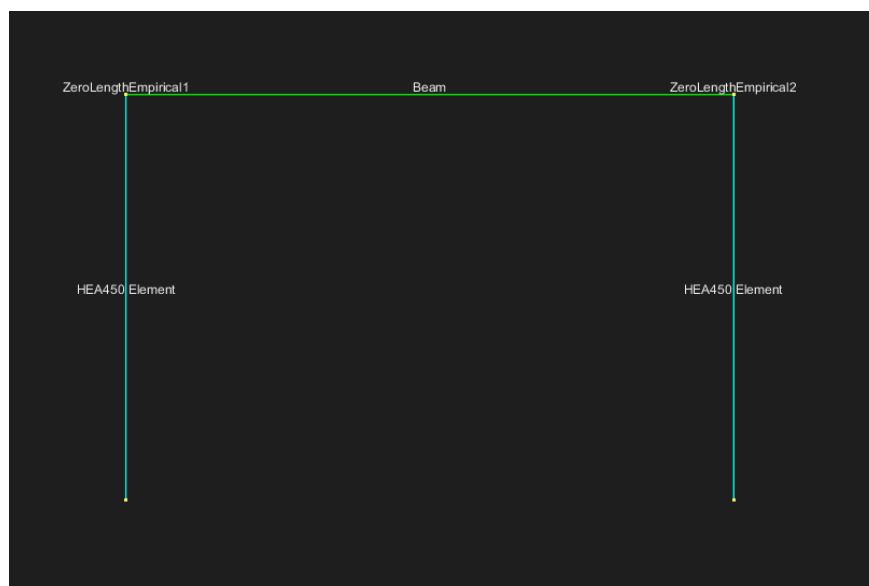 ZeroLengthEmpirical1
Beam
ZeroLengthEmpirical2
HEA450 Element
HEA450 Element